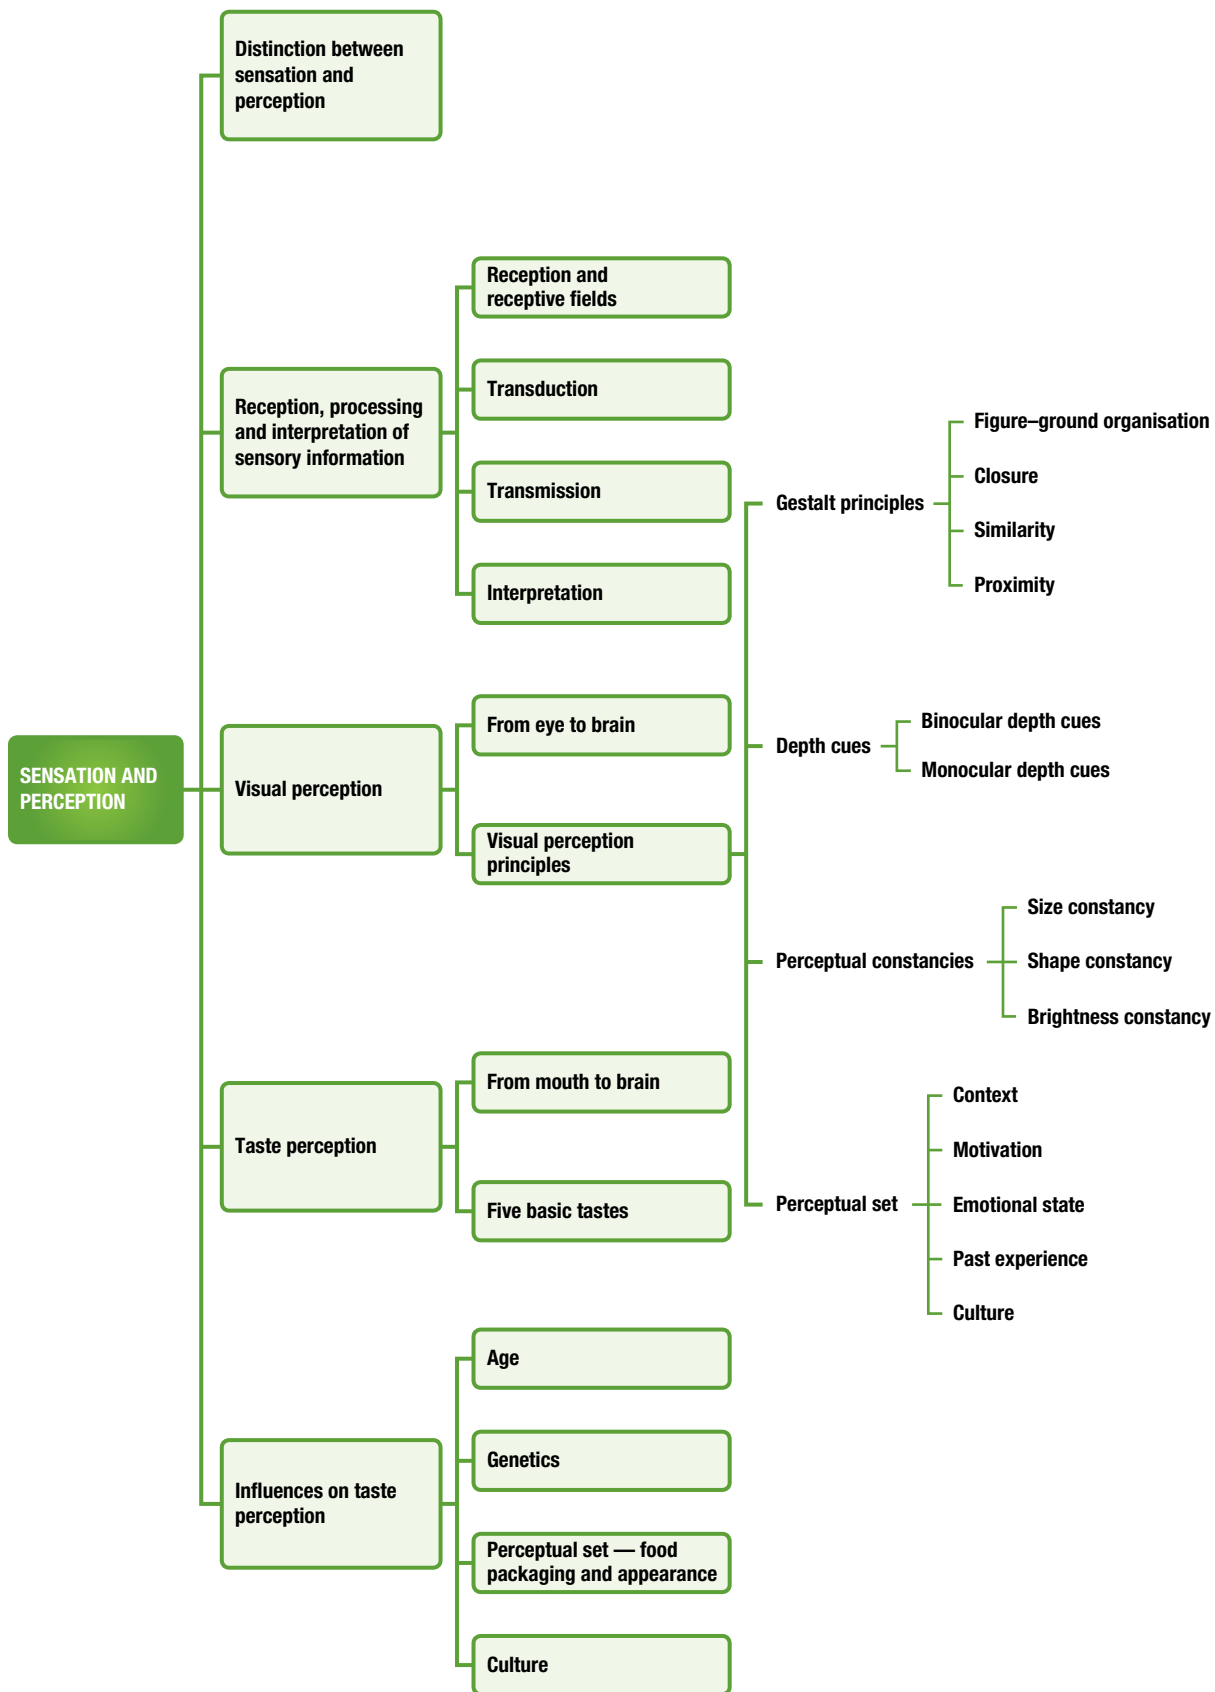 SENSATION AND
PERCEPTION
Distinction between
sensation and
perception
Reception, processing
and interpretation of
sensory information
Reception and
receptive fields
Transduction
Transmission
Interpretation
Visual perception
From eye to brain
Visual perception
principles
Gestalt principles
Figure–ground organisation
Closure
Similarity
Proximity
Depth cues
Binocular depth cues
Monocular depth cues
Perceptual constancies
Size constancy
Shape constancy
Brightness constancy
Perceptual set
Context
Motivation
Emotional state
Past experience
Culture
Taste perception
From mouth to brain
Five basic tastes
Influences on taste
perception
Age
Genetics
Perceptual set — food
packaging and appearance
Culture